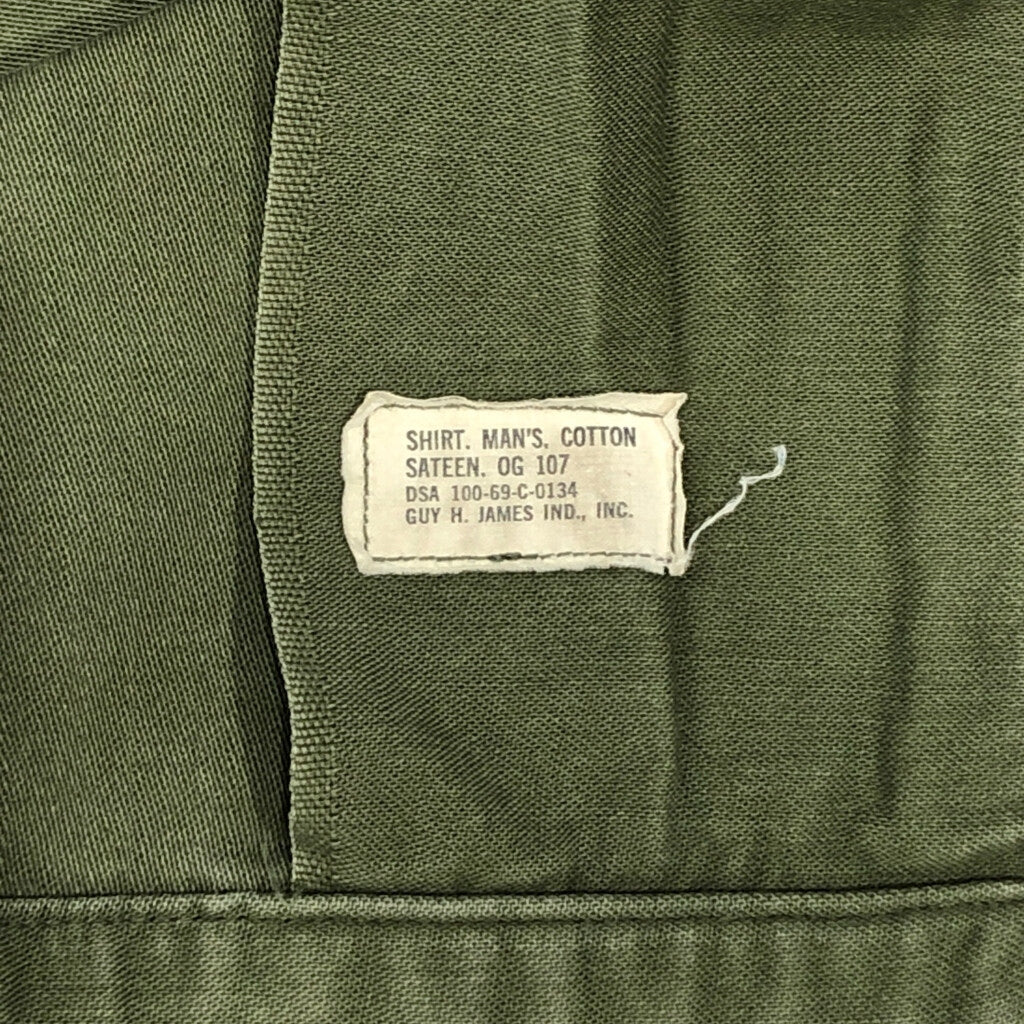 SHIRT. MAN'S. COTTON
SATEEN. OG 107
DSA 100-69-C-0134
GUY H. JAMES IND., INC.